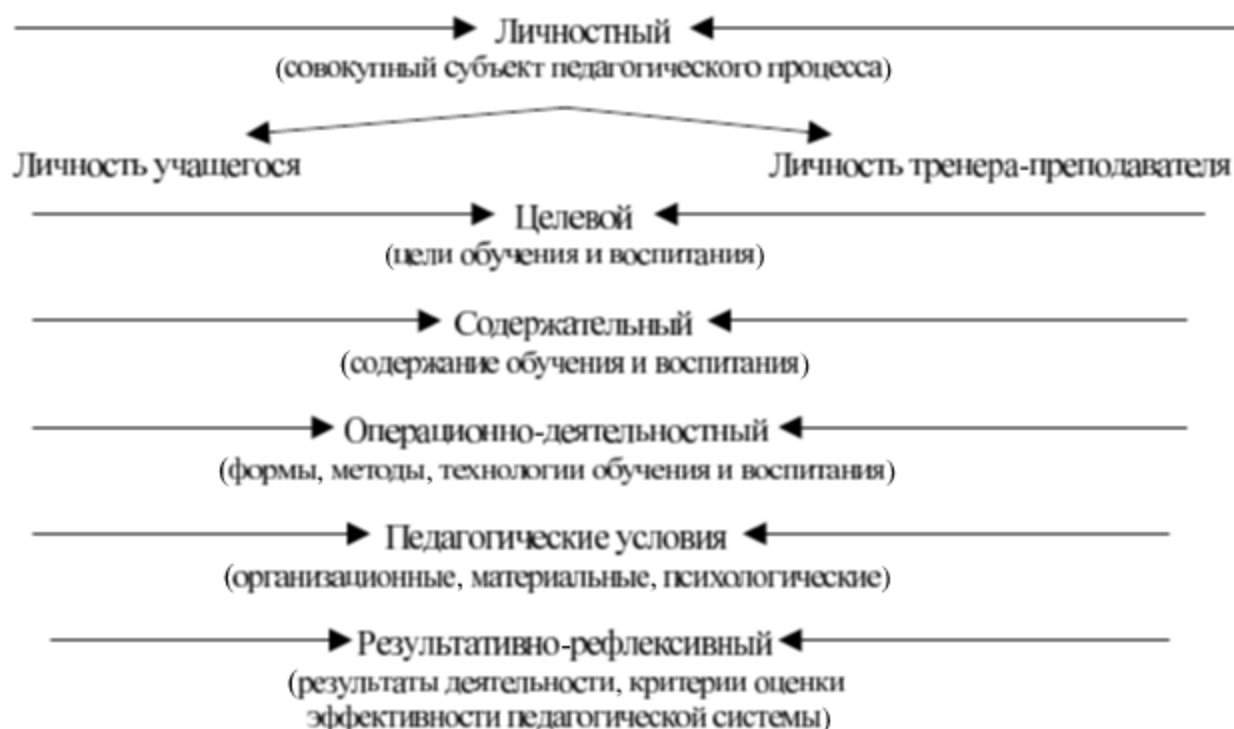 Личностный
(совокупный субъект педагогического процесса)
Личность учащегося
Личность тренера-преподавателя
Целевой
(цели обучения и воспитания)
Содержательный
(содержание обучения и воспитания)
Операционно-деятельностный
(формы, методы, технологии обучения и воспитания)
Педагогические условия
(организационные, материальные, психологические)
Результативно-рефлексивный
(результаты деятельности, критерии оценки
эффективности педагогической системы)